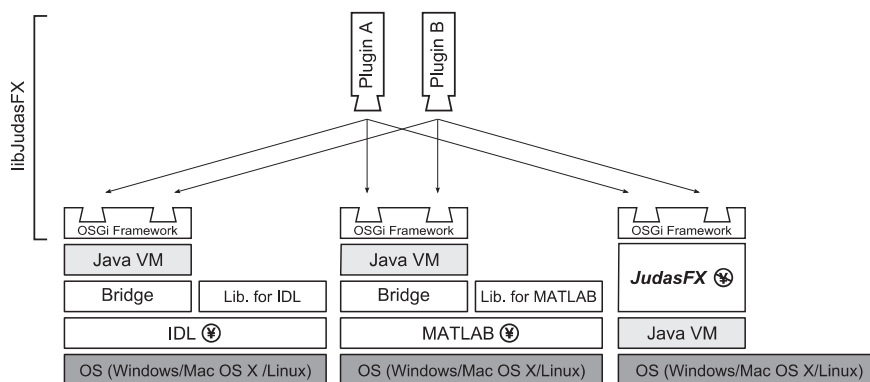 libJudasFX
Plugin A
Plugin B
OSGi Framework
OSGi Framework
OSGi Framework
Java VM
Java VM
JudasFX ¥
Bridge
Lib. for IDL
Bridge
Lib. for MATLAB
IDL ¥
MATLAB ¥
Java VM
OS (Windows/Mac OS X /Linux)
OS (Windows/Mac OS X/Linux)
OS (Windows/Mac OS X/Linux)